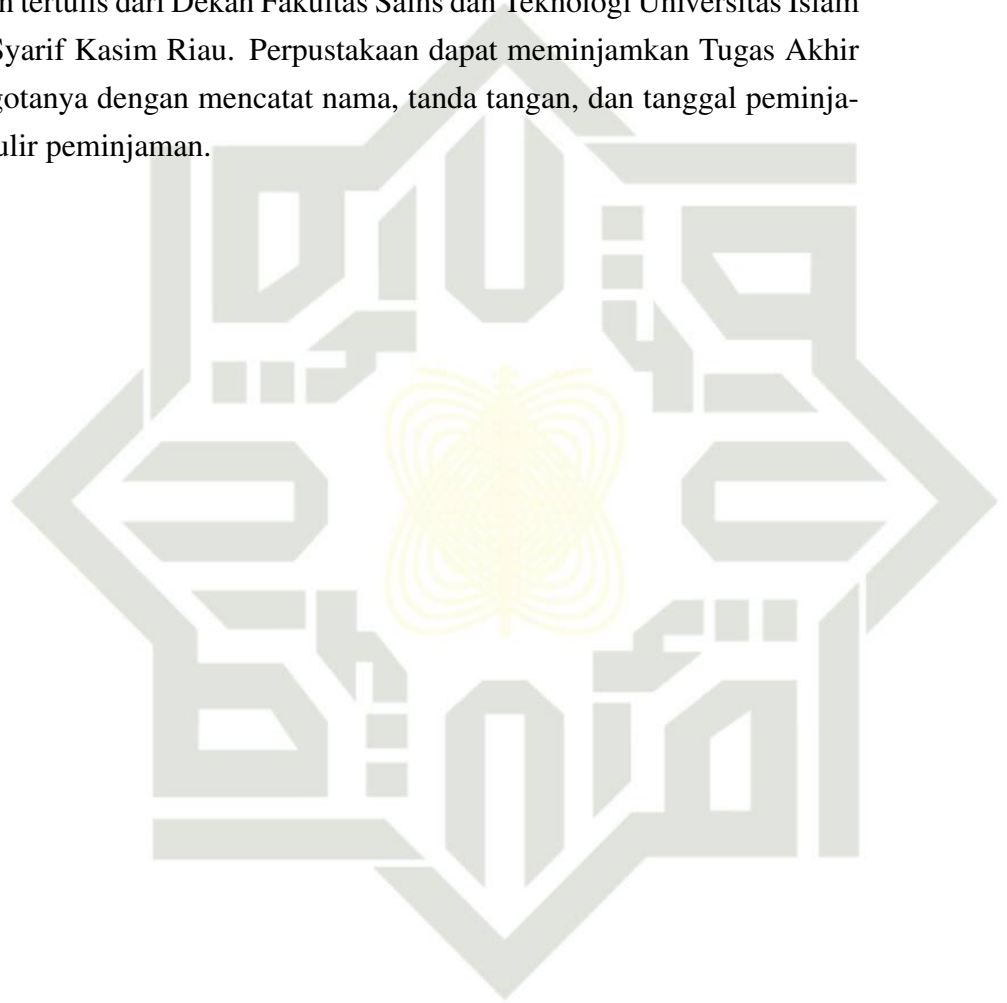 n tertulis dari Dekan Fakultas Sains dan Teknologi Universitas Islam
Syarif Kasim Riau. Perpustakaan dapat meminjamkan Tugas Akhir
gotanya dengan mencatat nama, tanda tangan, dan tanggal peminja-
ulir peminjaman.